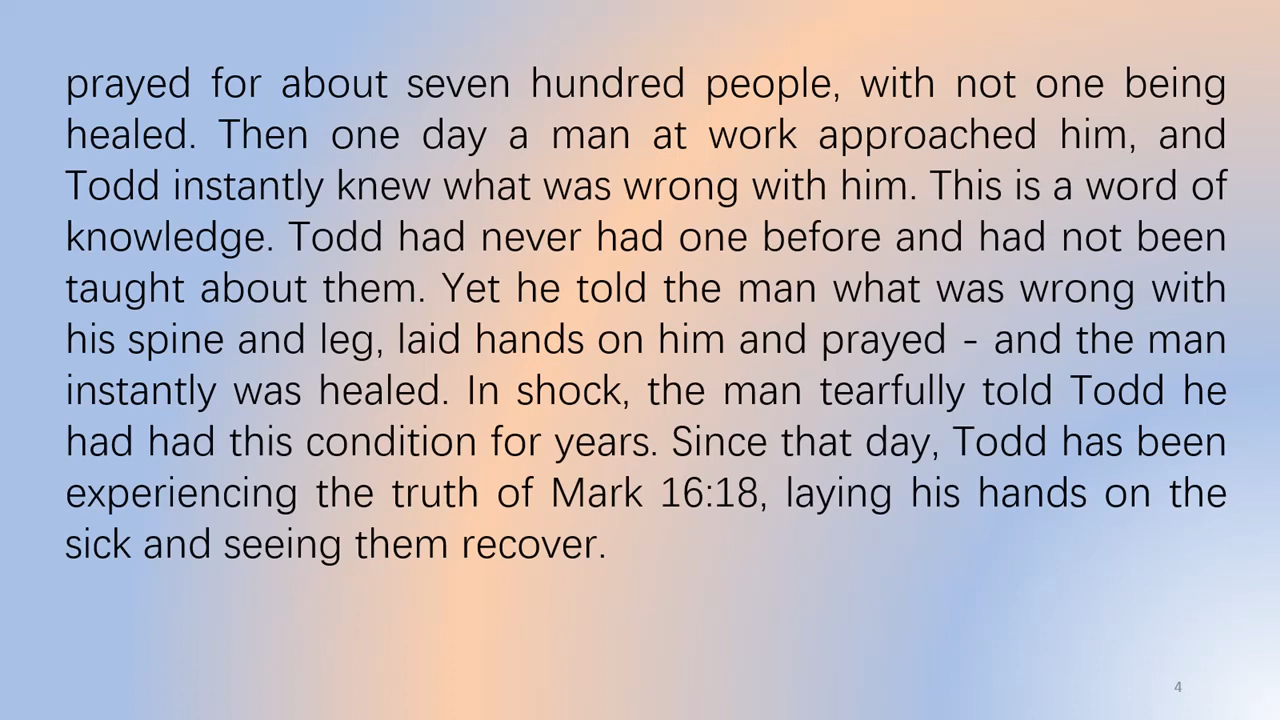 prayed for about seven hundred people, with not one being
healed. Then one day a man at work approached him, and
Todd instantly knew what was wrong with him. This is a word of
knowledge. Todd had never had one before and had not been
taught about them. Yet he told the man what was wrong with
his spine and leg, laid hands on him and prayed - and the man
instantly was healed. In shock, the man tearfully told Todd he
had had this condition for years. Since that day, Todd has been
experiencing the truth of Mark 16:18, laying his hands on the
sick and seeing them recover.
4